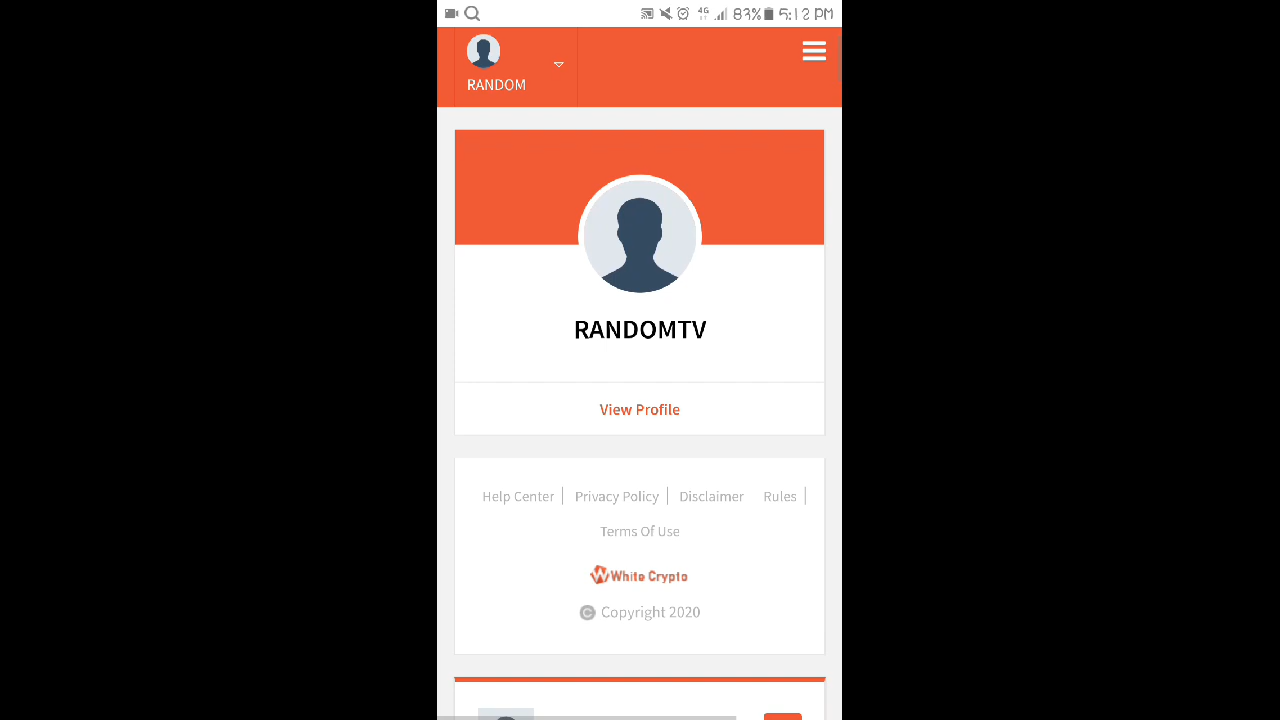 4G 83% 5:12 PM
RANDOM
RANDOMTV
View Profile
Help Center Privacy Policy Disclaimer Rules
Terms Of Use
White Crypto
© Copyright 2020